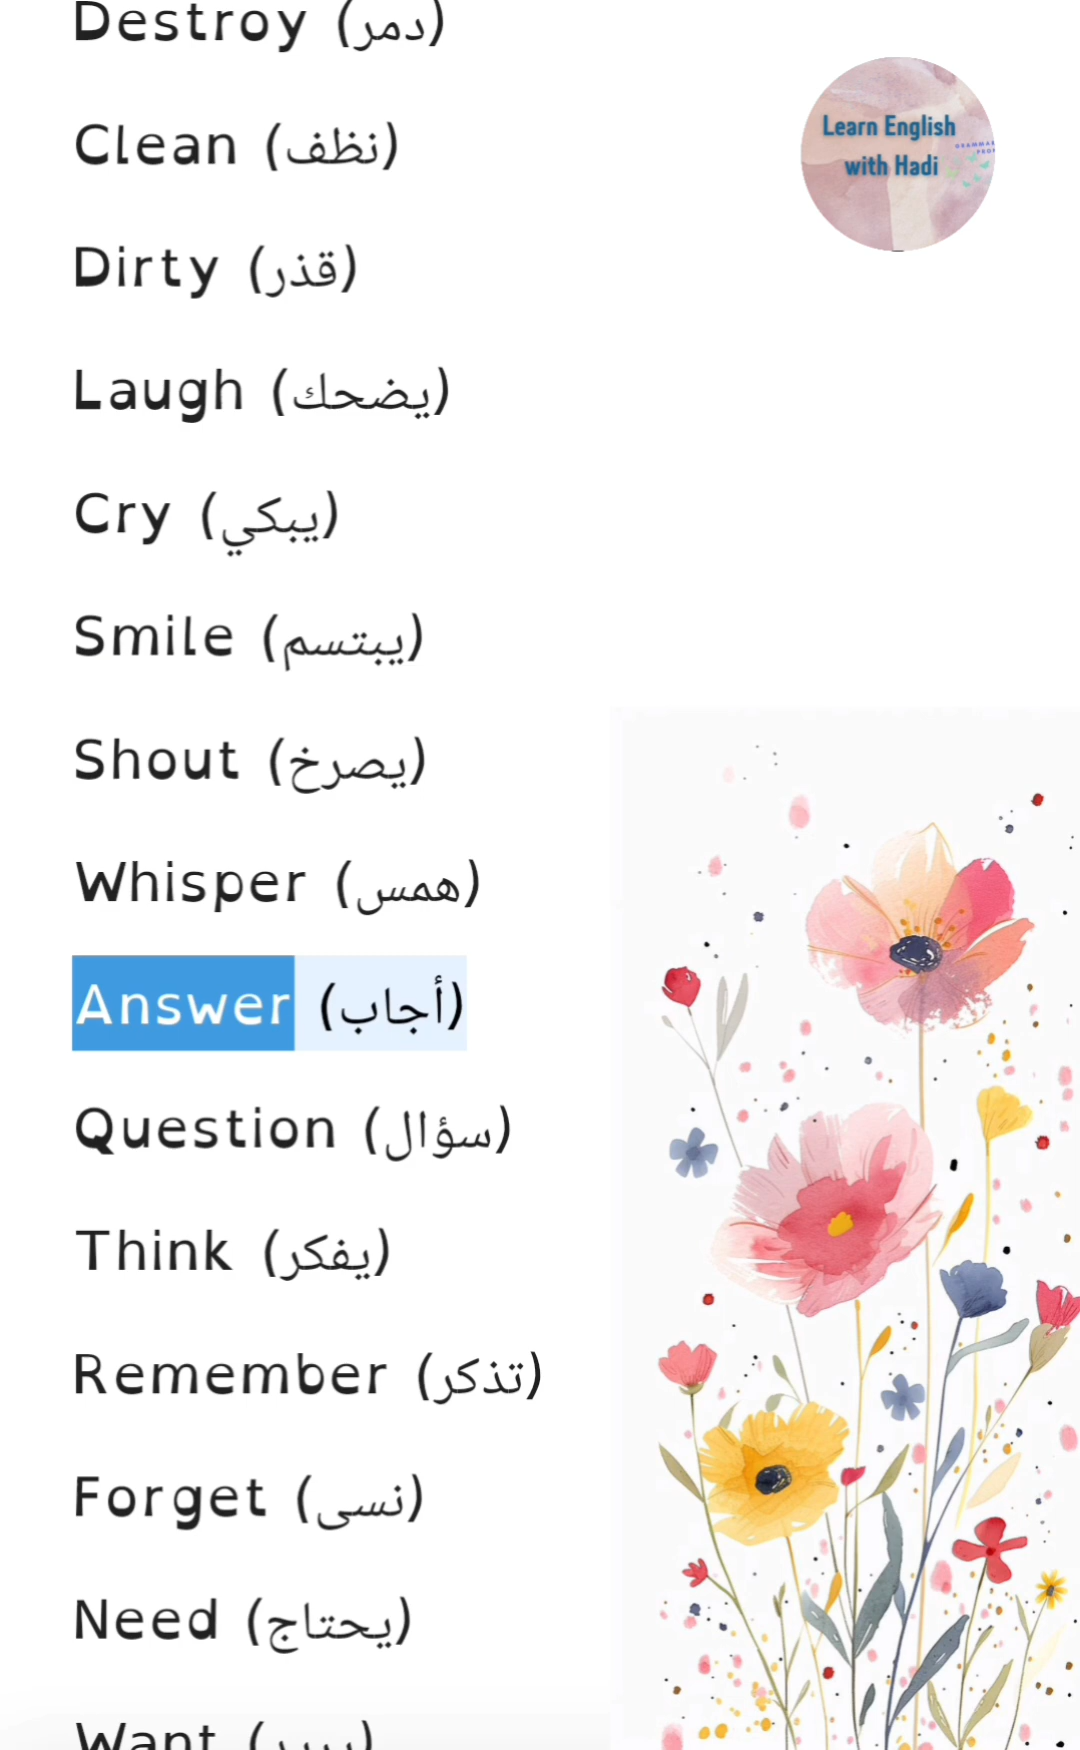 Destroy (دمر)
Clean (نظف)
Dirty (قذر)
Laugh (يضحك)
Cry (يبكي)
Smile (يبتسم)
Shout (يصرخ)
Whisper (همس)
Answer (أجاب)
Question (سؤال)
Think (يفكر)
Remember (تذكر)
Forget (نسى)
Need (يحتاج)
Want
Learn English
with Hadi